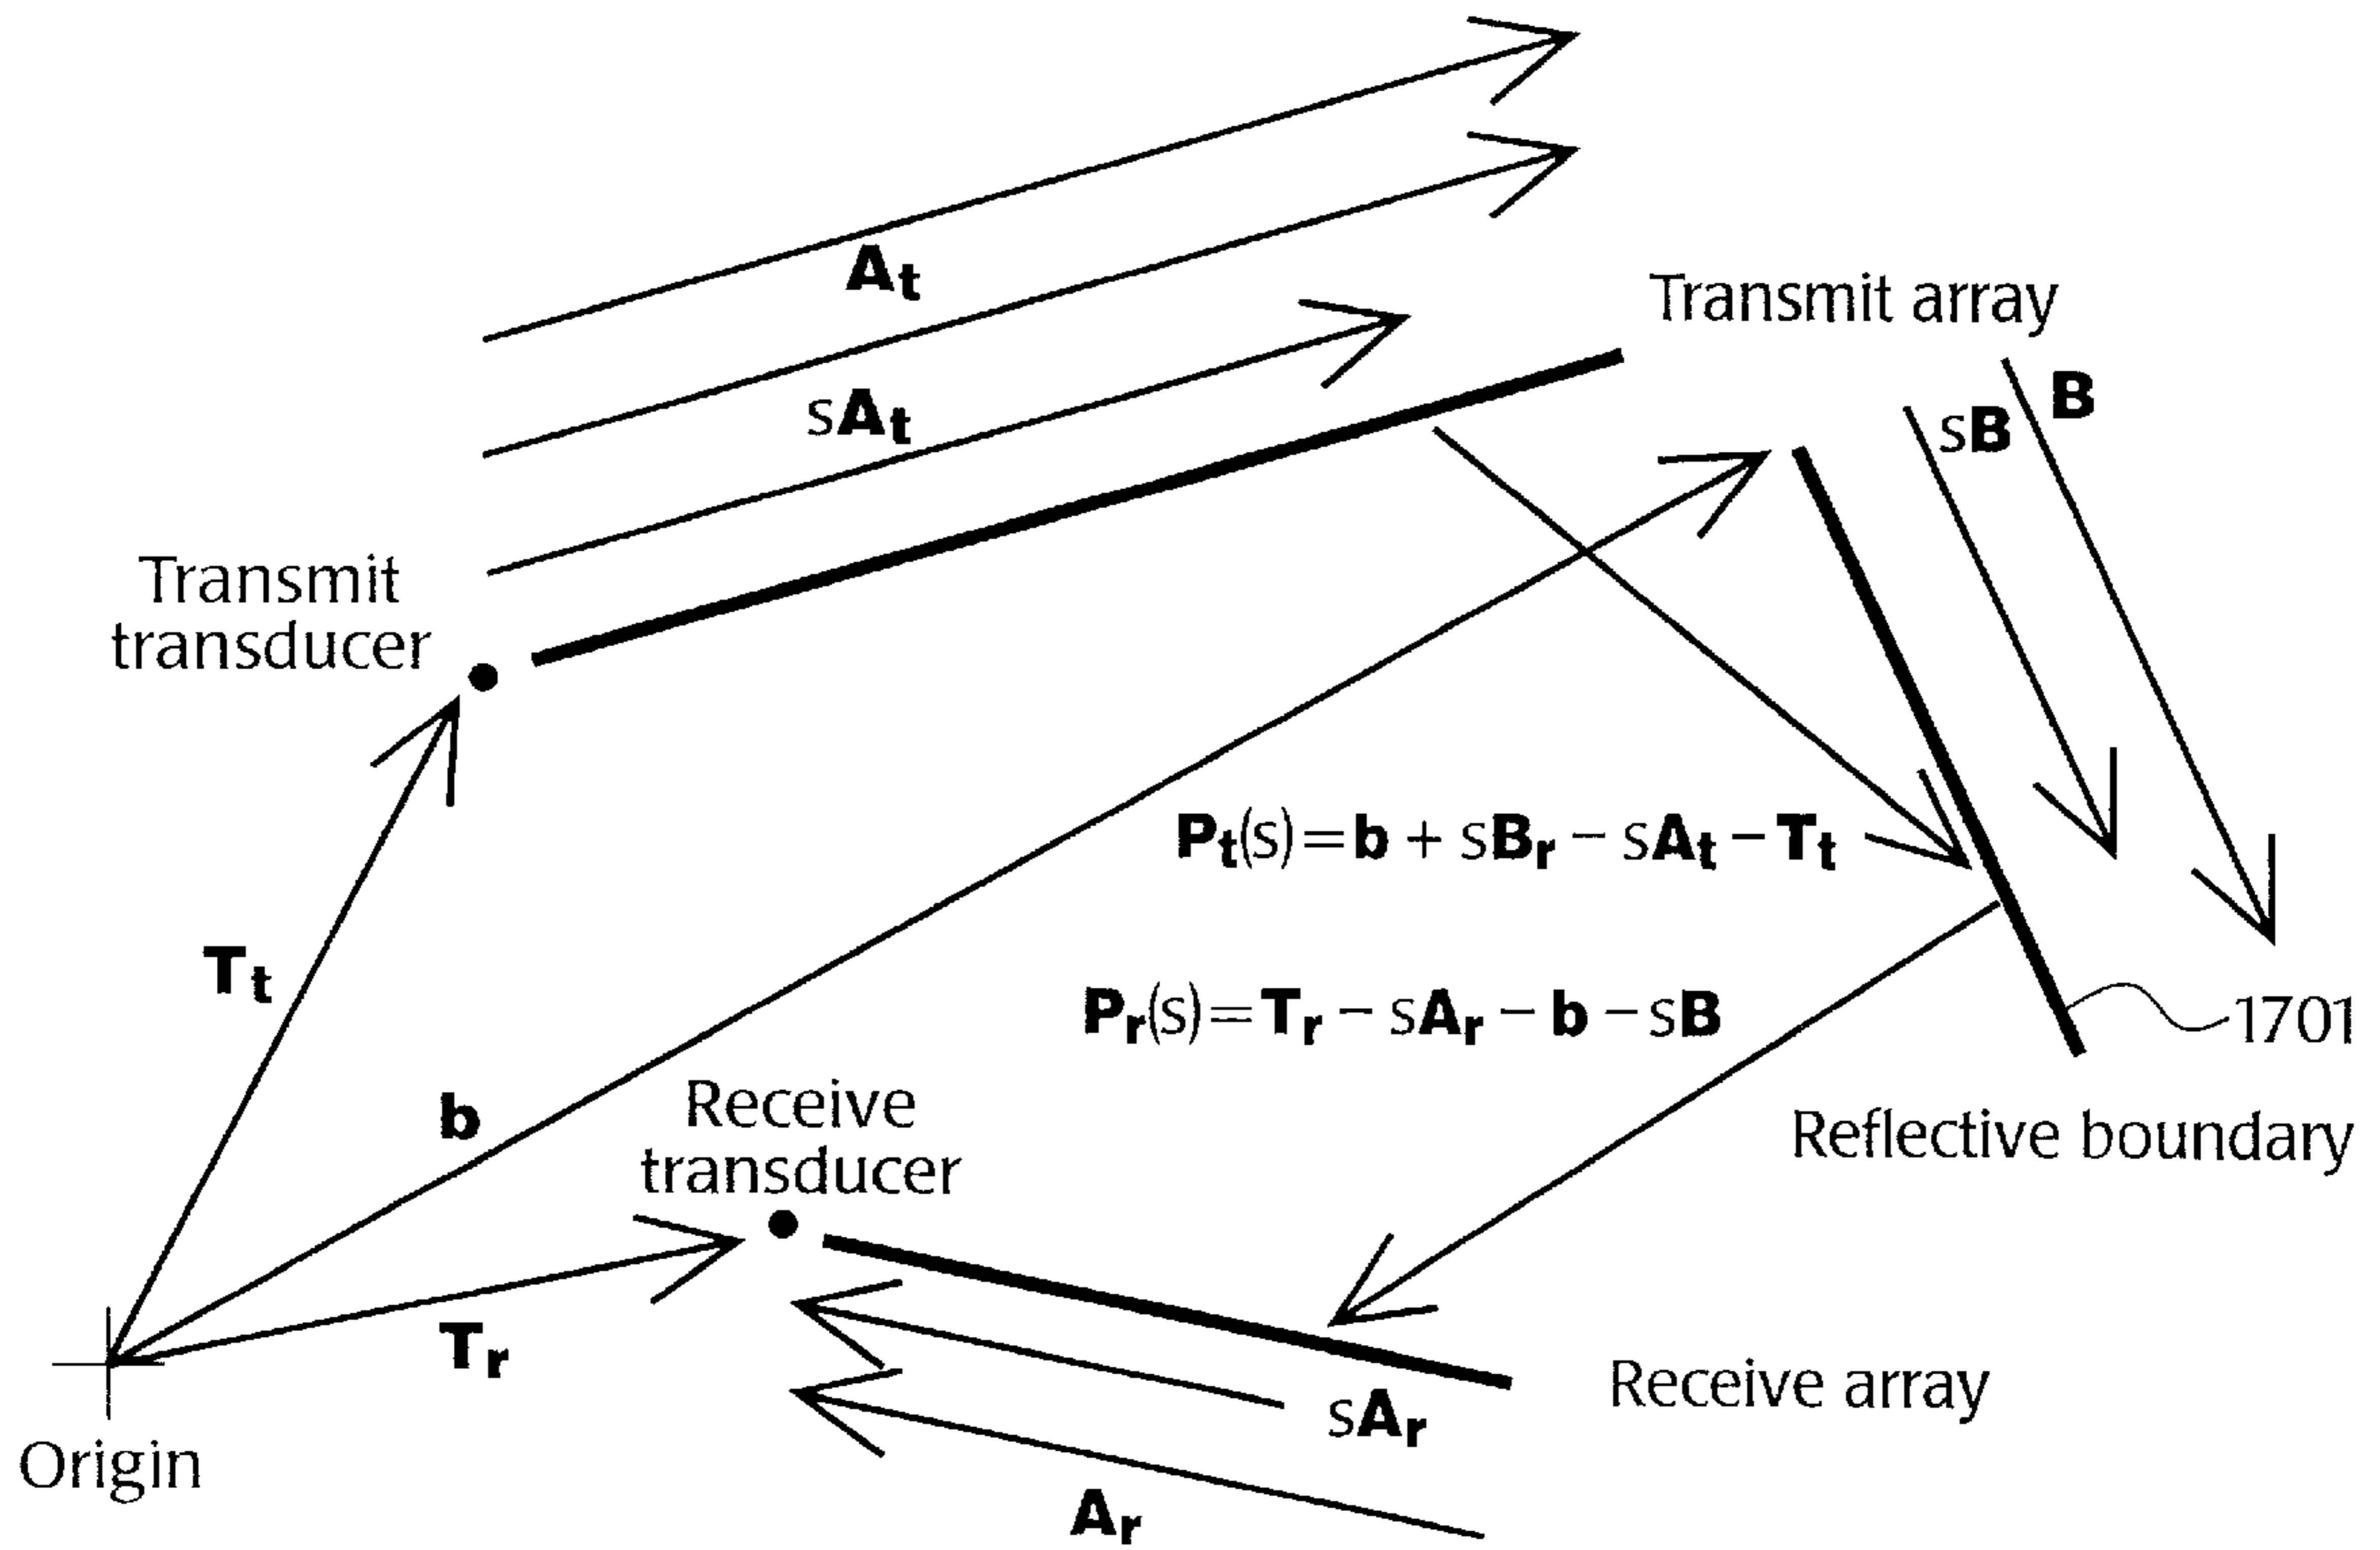 At
Transmit array
B
sB
sAt
Transmit
transducer
Pt(s)=b + sBr − sAt − Tt
Tt
Pr(s)=Tr − sAr − b − sB
1701
b
Receive
transducer
Reflective boundary
Tr
Receive array
sAr
Origin
Ar